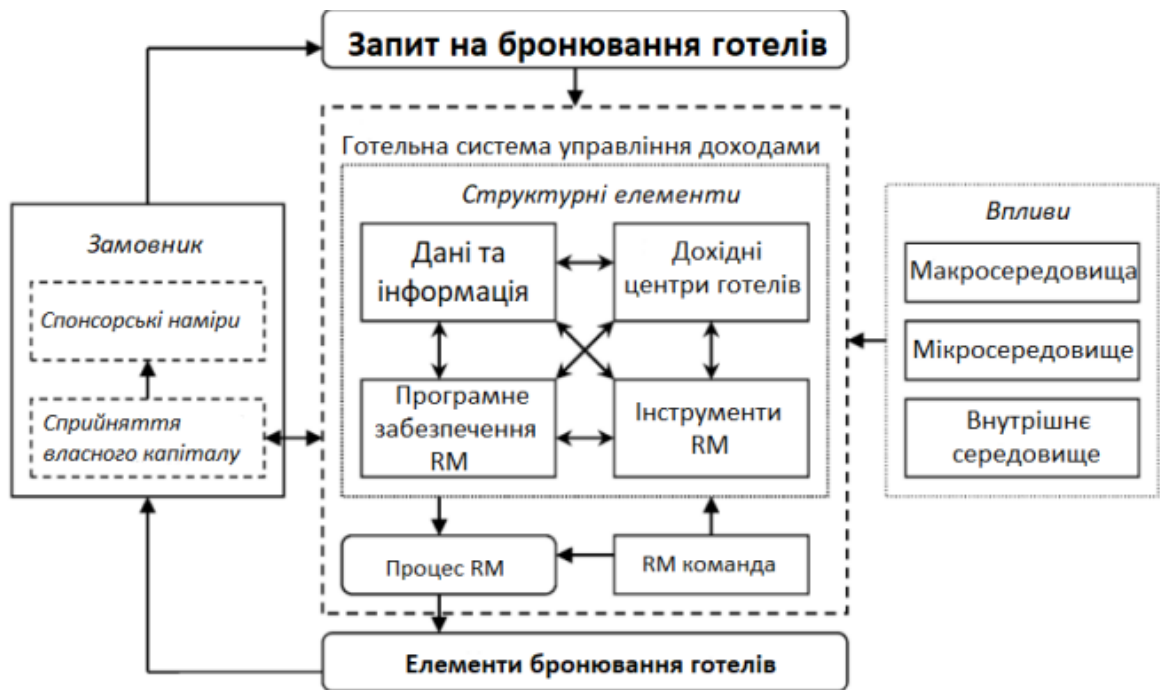 Запит на бронювання готелів
Готельна система управління доходами
Структурні елементи
Дані та
інформація
Дохідні
центри готелів
Програмне
забезпечення
RM
Інструменти
RM
Процес RM
RM команда
Замовник
Спонсорські наміри
Сприйняття
власного капіталу
Впливи
Макросередовища
Мікросередовище
Внутрішнє
середовище
Елементи бронювання готелів